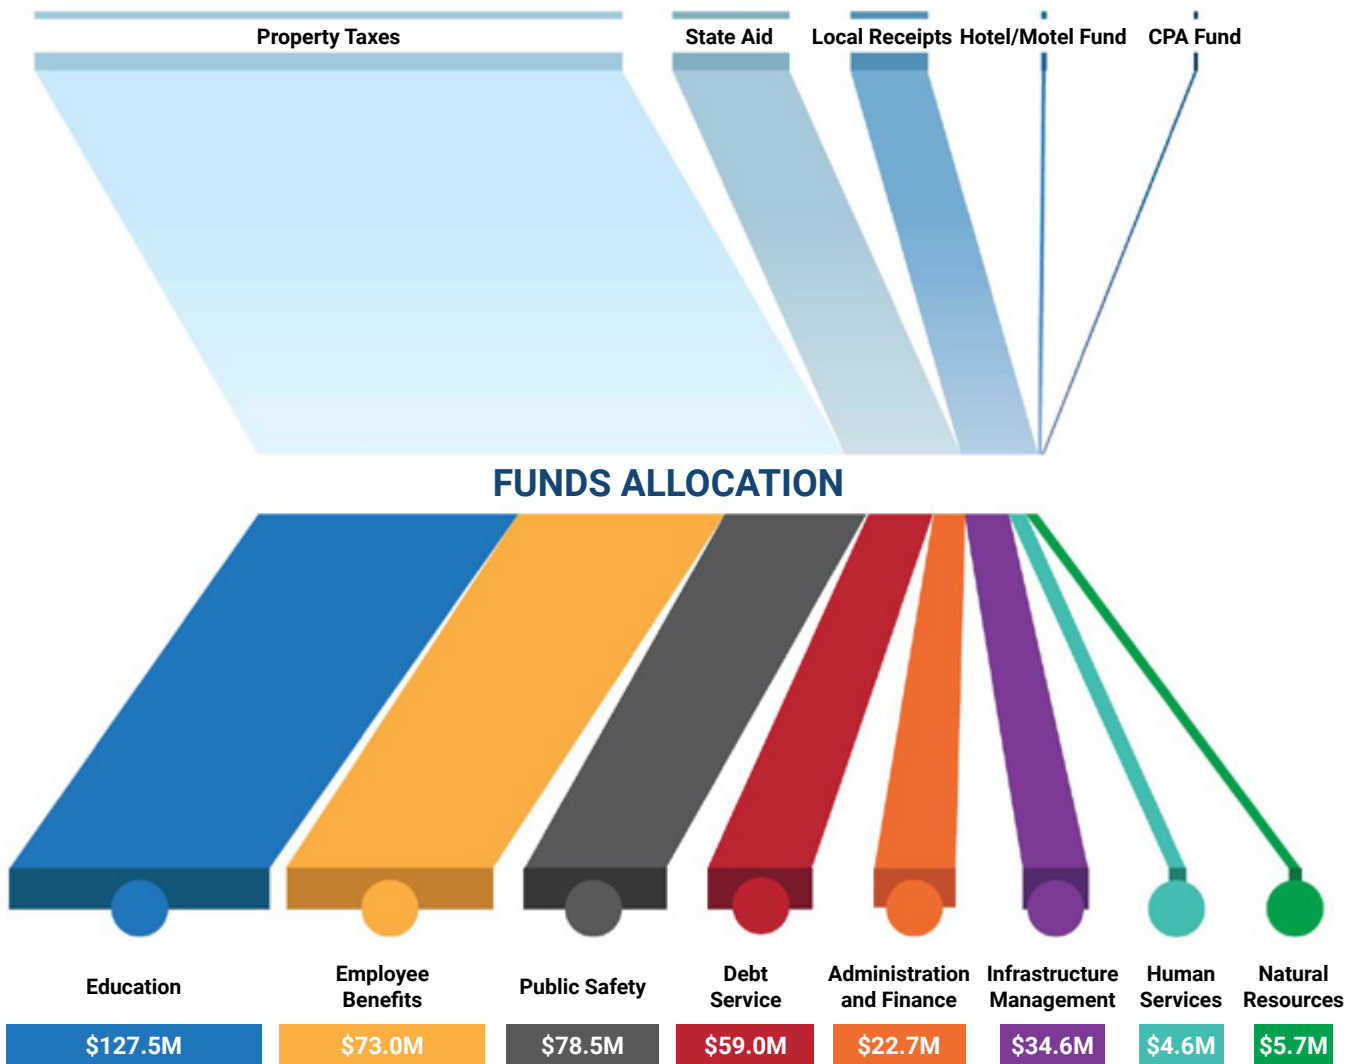 Property Taxes State Aid Local Receipts Hotel/Motel Fund CPA Fund
FUNDS ALLOCATION
Education
Employee
Benefits
Public Safety
Debt
Service
Administration
and Finance
Infrastructure
Management
Human
Services
Natural
Resources
$127.5M $73.0M $78.5M $59.0M $22.7M $34.6M $4.6M $5.7M